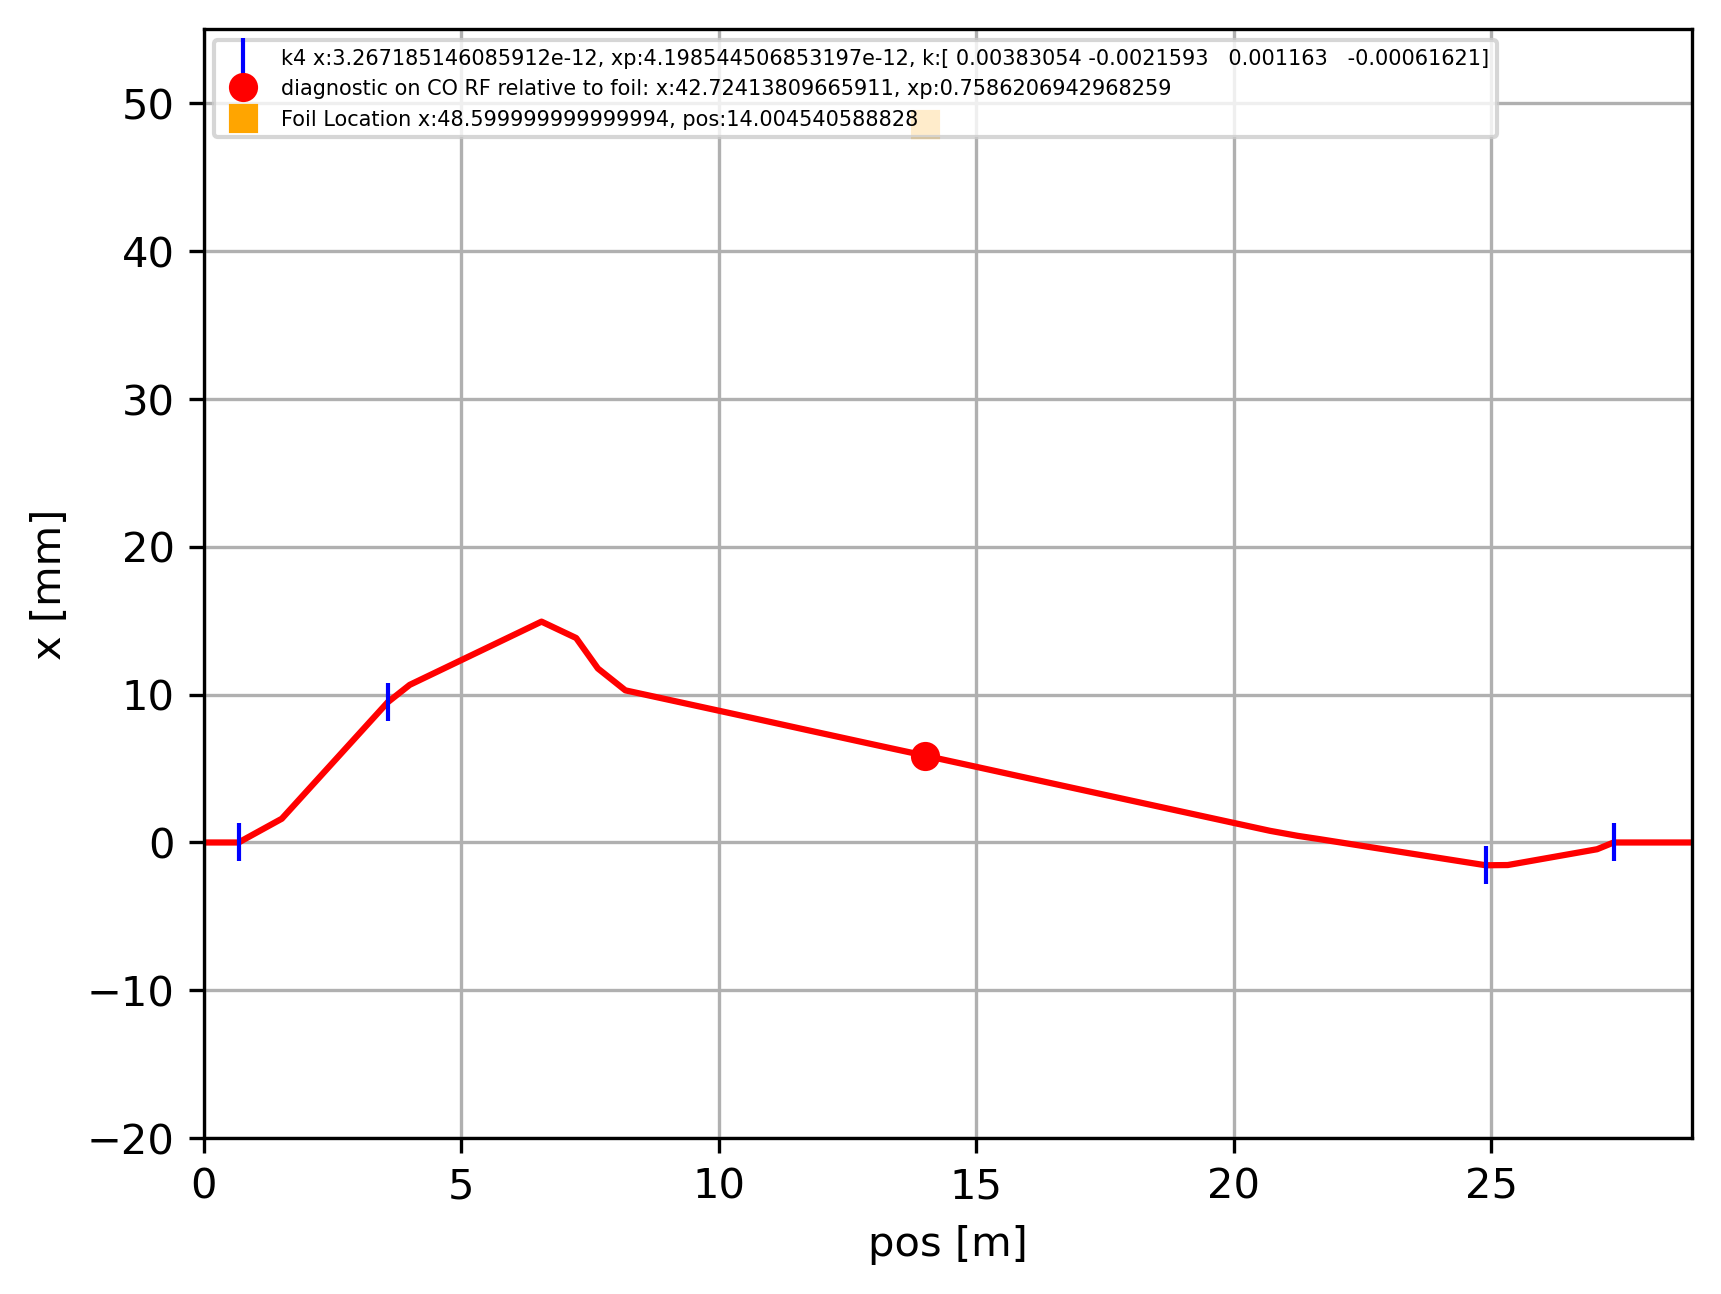 k4 x:3.267185146085912e-12, xp:4.198544506853197e-12, k:[ 0.00383054 -0.0021593   0.001163   -0.00061621]
diagnostic on CO RF relative to foil: x:42.72413809665911, xp:0.7586206942968259
Foil Location x:48.599999999999994, pos:14.004540588828
50
40
30
20
10
0
−10
−20
x [mm]
0 5 10 15 20 25
pos [m]